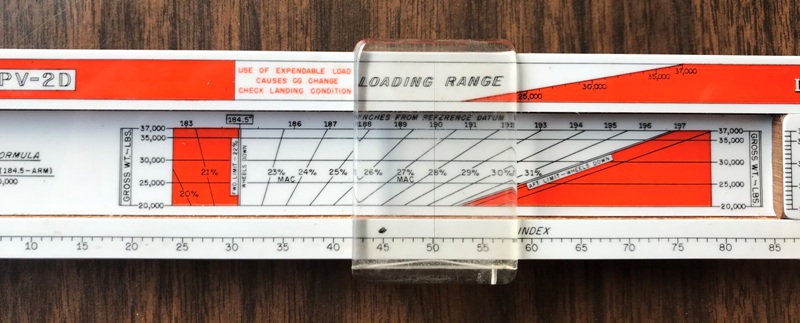 PV-2D
USE OF EXPENDABLE LOAD
CAUSES CG CHANGE
CHECK LANDING CONDITION
LOADING RANGE
25,000 30,000 35,000 37,000
184.5"
INCHES FROM REFERENCE DATUM
183 186 187 188 189 190 191 192 193 194 195 196 197
ORMULA
(184.5-ARM)
0,000
GROSS WT.~LBS.
37,000
35,000
30,000
25,000
20,000
20% 21%
FWD LIMIT-22%
WHEELS DOWN
23% 24% 25% 26% 27% 28% 29% 30% 31%
MAC MAC
AFT LIMIT-WHEELS DOWN
37,000
35,000
30,000
25,000
20,000
GROSS WT.~LBS.
INDEX
10 15 20 25 30 35 40 45 50 55 60 65 70 75 80 85